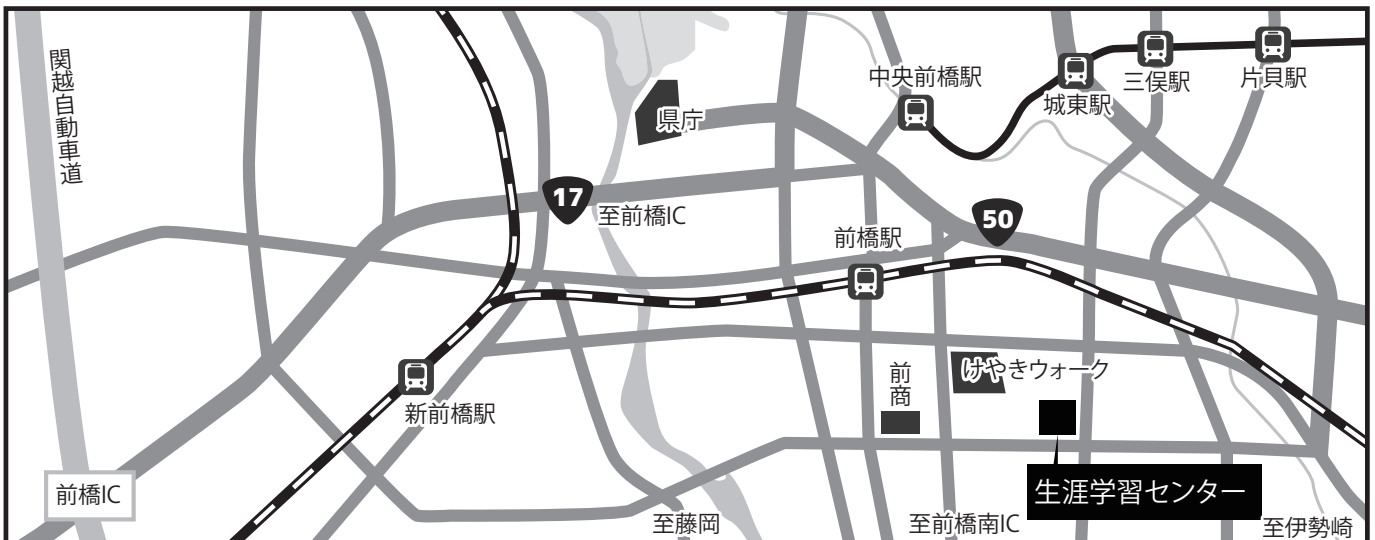 関越自動車道
中央前橋駅
城東駅
三俣駅
片貝駅
県庁
17
至前橋IC
50
前橋駅
新前橋駅
前商
けやきウォーク
前橋IC
生涯学習センター
至藤岡
至前橋南IC
至伊勢崎